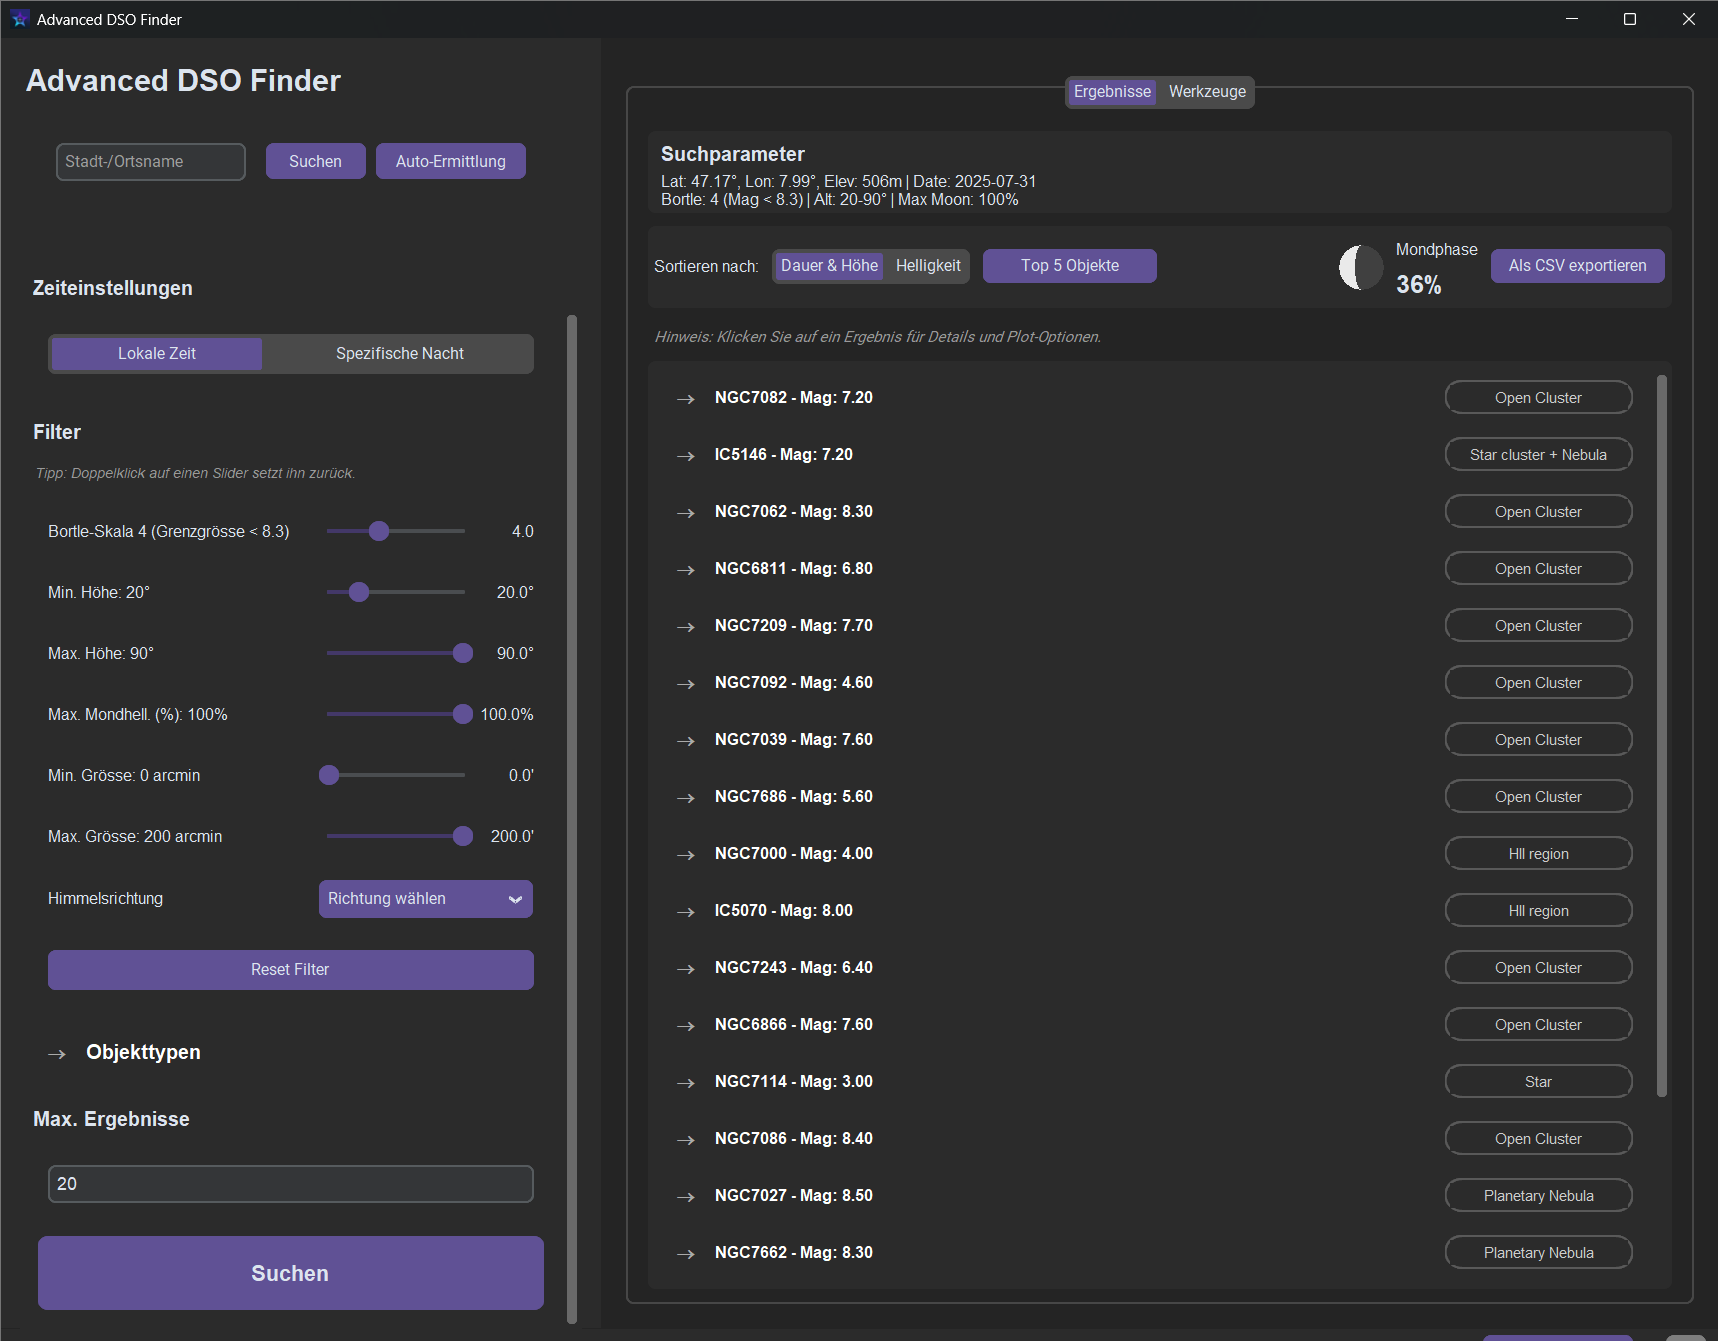 Advanced DSO Finder
Advanced DSO Finder
Stadt-/Ortsname
Suchen
Auto-Ermittlung
Zeiteinstellungen
Lokale Zeit
Spezifische Nacht
Filter
Tipp: Doppelklick auf einen Slider setzt ihn zurück.
Bortle-Skala 4 (Grenzgrösse < 8.3) 4.0
Min. Höhe: 20° 20.0°
Max. Höhe: 90° 90.0°
Max. Mondhell. (%): 100% 100.0%
Min. Grösse: 0 arcmin 0.0'
Max. Grösse: 200 arcmin 200.0'
Himmelsrichtung Richtung wählen
Reset Filter
→ Objekttypen
Max. Ergebnisse
20
Suchen
Ergebnisse Werkzeuge
Suchparameter
Lat: 47.17°, Lon: 7.99°, Elev: 506m | Date: 2025-07-31
Bortle: 4 (Mag < 8.3) | Alt: 20-90° | Max Moon: 100%
Sortieren nach: Dauer & Höhe Helligkeit Top 5 Objekte
Mondphase
36%
Als CSV exportieren
Hinweis: Klicken Sie auf ein Ergebnis für Details und Plot-Optionen.
→ NGC7082 - Mag: 7.20 Open Cluster
→ IC5146 - Mag: 7.20 Star cluster + Nebula
→ NGC7062 - Mag: 8.30 Open Cluster
→ NGC6811 - Mag: 6.80 Open Cluster
→ NGC7209 - Mag: 7.70 Open Cluster
→ NGC7092 - Mag: 4.60 Open Cluster
→ NGC7039 - Mag: 7.60 Open Cluster
→ NGC7686 - Mag: 5.60 Open Cluster
→ NGC7000 - Mag: 4.00 HII region
→ IC5070 - Mag: 8.00 HII region
→ NGC7243 - Mag: 6.40 Open Cluster
→ NGC6866 - Mag: 7.60 Open Cluster
→ NGC7114 - Mag: 3.00 Star
→ NGC7086 - Mag: 8.40 Open Cluster
→ NGC7027 - Mag: 8.50 Planetary Nebula
→ NGC7662 - Mag: 8.30 Planetary Nebula